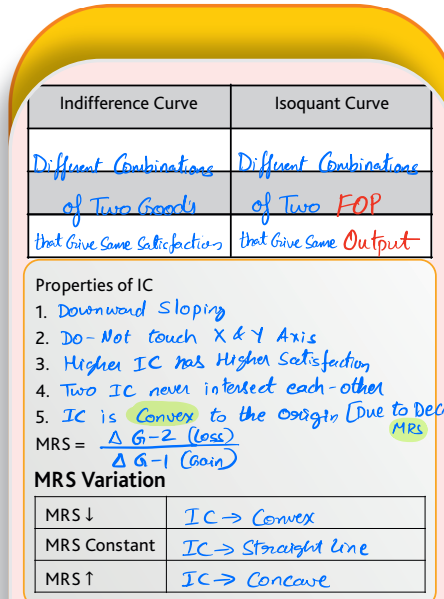 Indifference Curve | Isoquant Curve
Different Combinations | Different Combinations
of Two Goods | of Two FOP
that Give Same Satisfaction | that Give Same Output
Properties of IC
1. Downward Sloping
2. Do-Not touch X & Y Axis
3. Higher IC has Higher Satisfaction
4. Two IC never intersect each-other
5. IC is Convex to the origin [Due to Dec
MRS
MRS = Δ G-2 (Loss)
Δ G-1 (Gain)
MRS Variation
MRS ↓ | IC → Convex
MRS Constant | IC → Straight Line
MRS ↑ | IC → Concave